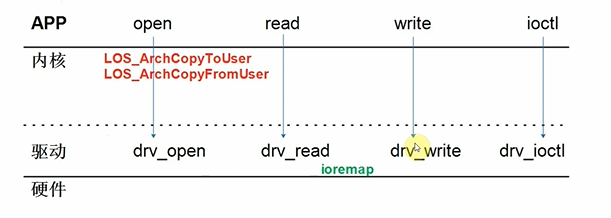 APP open read write ioctl
内核 LOS_ArchCopyToUser
LOS_ArchCopyFromUser
驱动 drv_open drv_read drv_write drv_ioctl
ioremap
硬件